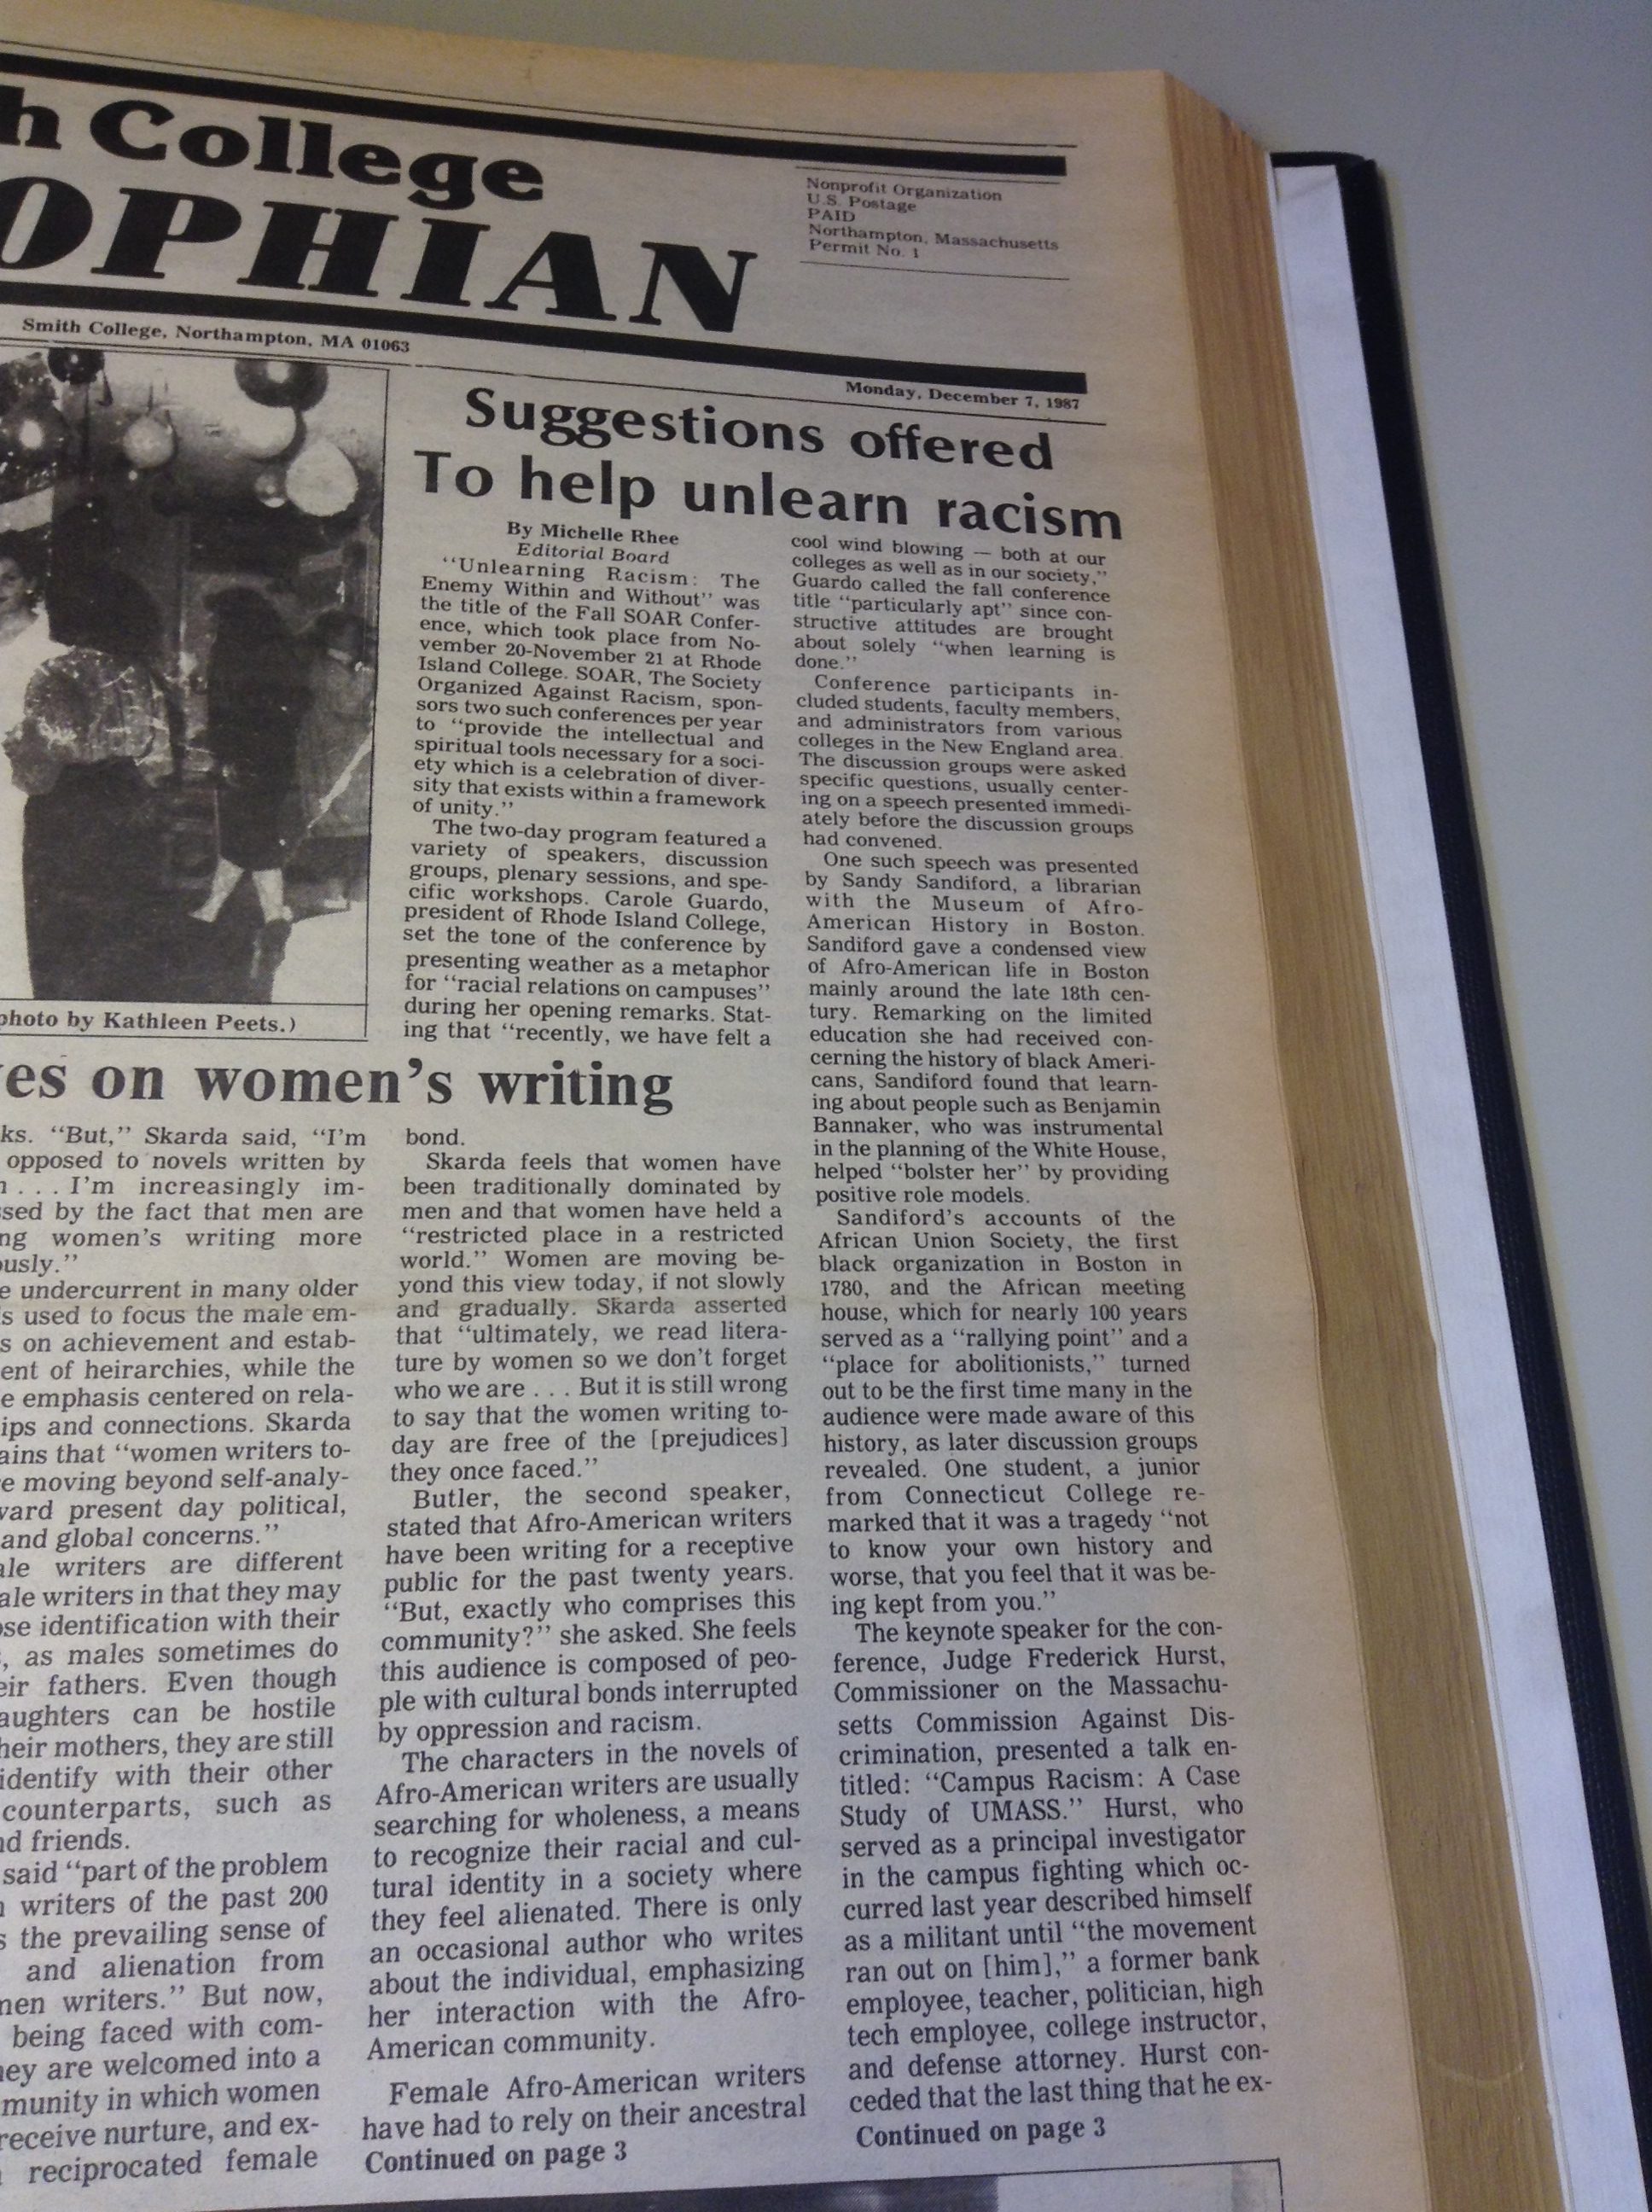 h College
OPHIAN
Nonprofit Organization
U.S. Postage
PAID
Northampton, Massachusetts
Permit No. 1
Smith College, Northampton, MA 01063
Monday, December 7, 1987
photo by Kathleen Peets.)
Suggestions offered
To help unlearn racism
By Michelle Rhee
Editorial Board
“Unlearning Racism: The
Enemy Within and Without” was
the title of the Fall SOAR Confer-
ence, which took place from No-
vember 20-November 21 at Rhode
Island College. SOAR, The Society
Organized Against Racism, spon-
sors two such conferences per year
to “provide the intellectual and
spiritual tools necessary for a soci-
ety which is a celebration of diver-
sity that exists within a framework
of unity.”
The two-day program featured a
variety of speakers, discussion
groups, plenary sessions, and spe-
cific workshops. Carole Guardo,
president of Rhode Island College,
set the tone of the conference by
presenting weather as a metaphor
for “racial relations on campuses”
during her opening remarks. Stat-
ing that “recently, we have felt a
cool wind blowing — both at our
colleges as well as in our society,”
Guardo called the fall conference
title “particularly apt” since con-
structive attitudes are brought
about solely “when learning is
done.”
Conference participants in-
cluded students, faculty members,
and administrators from various
colleges in the New England area.
The discussion groups were asked
specific questions, usually center-
ing on a speech presented immedi-
ately before the discussion groups
had convened.
One such speech was presented
by Sandy Sandiford, a librarian
with the Museum of Afro-
American History in Boston.
Sandiford gave a condensed view
of Afro-American life in Boston
mainly around the late 18th cen-
tury. Remarking on the limited
education she had received con-
cerning the history of black Ameri-
cans, Sandiford found that learn-
ing about people such as Benjamin
Bannaker, who was instrumental
in the planning of the White House,
helped “bolster her” by providing
positive role models.
Sandiford’s accounts of the
African Union Society, the first
black organization in Boston in
1780, and the African meeting
house, which for nearly 100 years
served as a “rallying point” and a
“place for abolitionists,” turned
out to be the first time many in the
audience were made aware of this
history, as later discussion groups
revealed. One student, a junior
from Connecticut College re-
marked that it was a tragedy “not
to know your own history and
worse, that you feel that it was be-
ing kept from you.”
The keynote speaker for the con-
ference, Judge Frederick Hurst,
Commissioner on the Massachu-
setts Commission Against Dis-
crimination, presented a talk en-
titled: “Campus Racism: A Case
Study of UMASS.” Hurst, who
served as a principal investigator
in the campus fighting which oc-
curred last year described himself
as a militant until “the movement
ran out on [him],” a former bank
employee, teacher, politician, high
tech employee, college instructor,
and defense attorney. Hurst con-
ceded that the last thing that he ex-
Continued on page 3
es on women’s writing
ks. “But,” Skarda said, “I’m
opposed to novels written by
. . . I’m increasingly im-
ssed by the fact that men are
ng women’s writing more
ously.”
e undercurrent in many older
s used to focus the male em-
s on achievement and estab-
ent of heirarchies, while the
e emphasis centered on rela-
ips and connections. Skarda
ains that “women writers to-
e moving beyond self-analy-
ward present day political,
and global concerns.”
ale writers are different
ale writers in that they may
ose identification with their
, as males sometimes do
eir fathers. Even though
aughters can be hostile
heir mothers, they are still
identify with their other
counterparts, such as
nd friends.
said “part of the problem
writers of the past 200
s the prevailing sense of
and alienation from
men writers.” But now,
being faced with com-
hey are welcomed into a
munity in which women
receive nurture, and ex-
reciprocated female
bond.
Skarda feels that women have
been traditionally dominated by
men and that women have held a
“restricted place in a restricted
world.” Women are moving be-
yond this view today, if not slowly
and gradually. Skarda asserted
that “ultimately, we read litera-
ture by women so we don’t forget
who we are . . . But it is still wrong
to say that the women writing to-
day are free of the [prejudices]
they once faced.”
Butler, the second speaker,
stated that Afro-American writers
have been writing for a receptive
public for the past twenty years.
“But, exactly who comprises this
community?” she asked. She feels
this audience is composed of peo-
ple with cultural bonds interrupted
by oppression and racism.
The characters in the novels of
Afro-American writers are usually
searching for wholeness, a means
to recognize their racial and cul-
tural identity in a society where
they feel alienated. There is only
an occasional author who writes
about the individual, emphasizing
her interaction with the Afro-
American community.
Female Afro-American writers
have had to rely on their ancestral
Continued on page 3